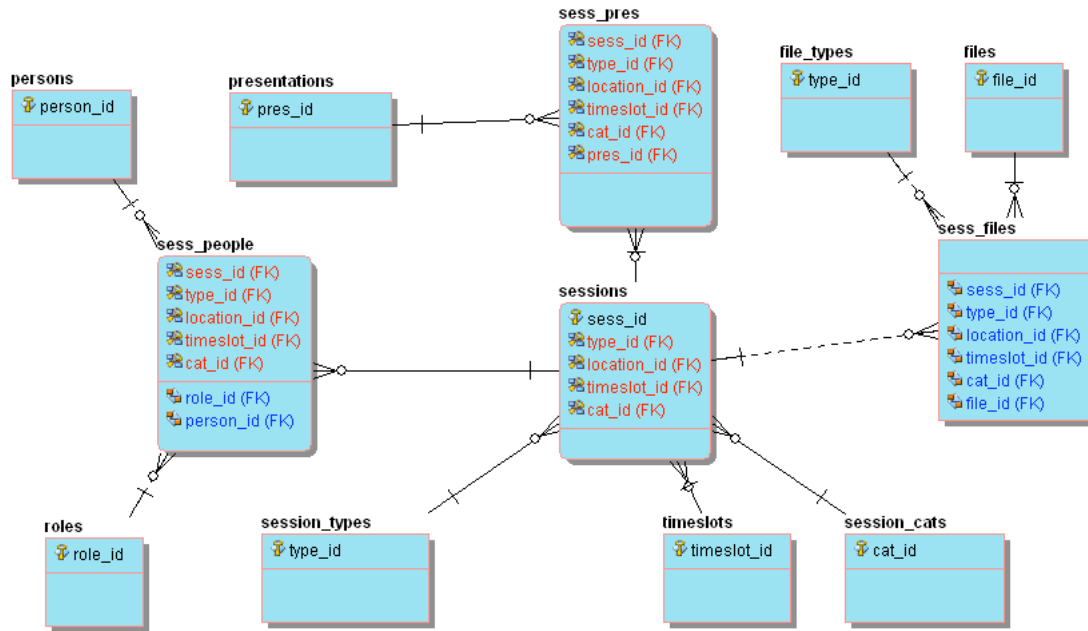 sess_pres
sess_id (FK)
type_id (FK)
location_id (FK)
timeslot_id (FK)
cat_id (FK)
pres_id (FK)
file_types
type_id
files
file_id
persons
person_id
presentations
pres_id
sess_people
sess_id (FK)
type_id (FK)
location_id (FK)
timeslot_id (FK)
cat_id (FK)
role_id (FK)
person_id (FK)
sessions
sess_id
type_id (FK)
location_id (FK)
timeslot_id (FK)
cat_id (FK)
sess_files
sess_id (FK)
type_id (FK)
location_id (FK)
timeslot_id (FK)
cat_id (FK)
file_id (FK)
roles
role_id
session_types
type_id
timeslots
timeslot_id
session_cats
cat_id